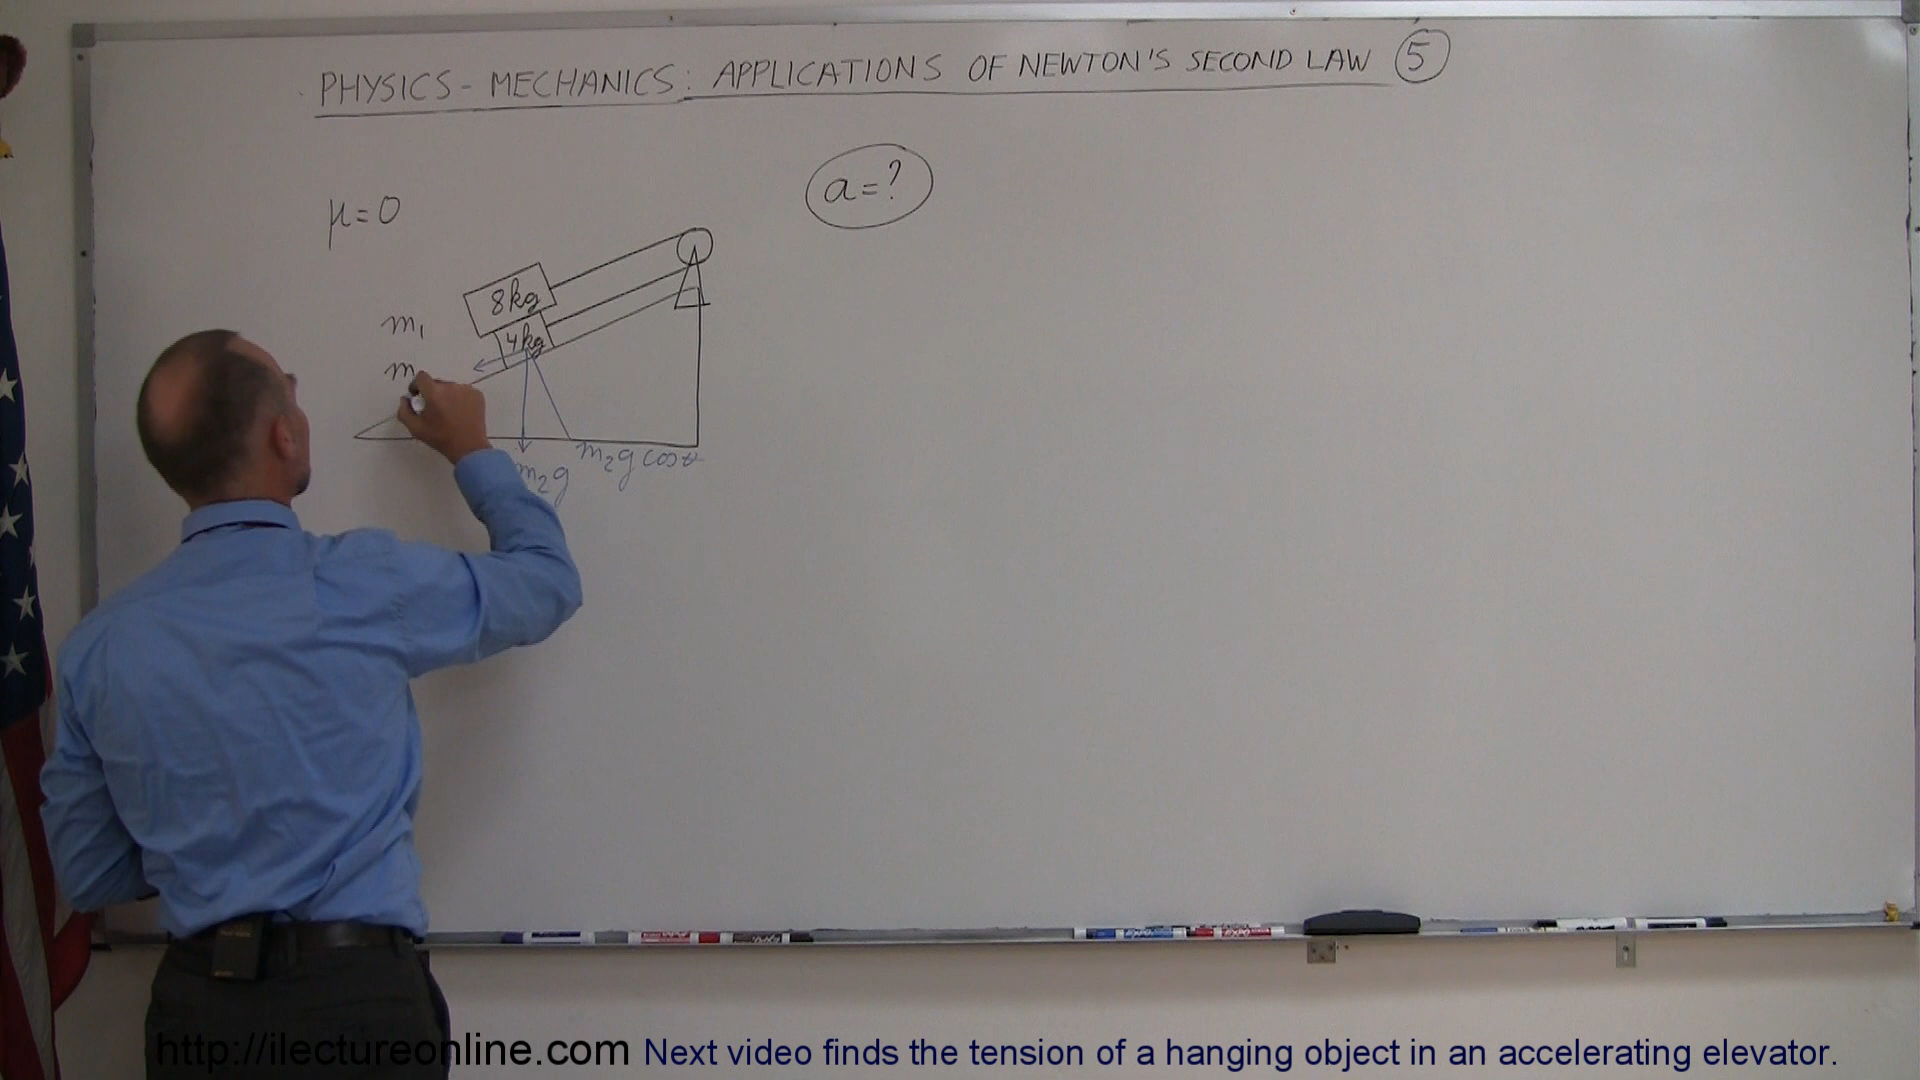 PHYSICS - MECHANICS: APPLICATIONS OF NEWTON'S SECOND LAW 5
a = ?
μ = 0
8kg
m₁
4kg
m
m₂g cosθ
m₂g
http://ilectureonline.com Next video finds the tension of a hanging object in an accelerating elevator.